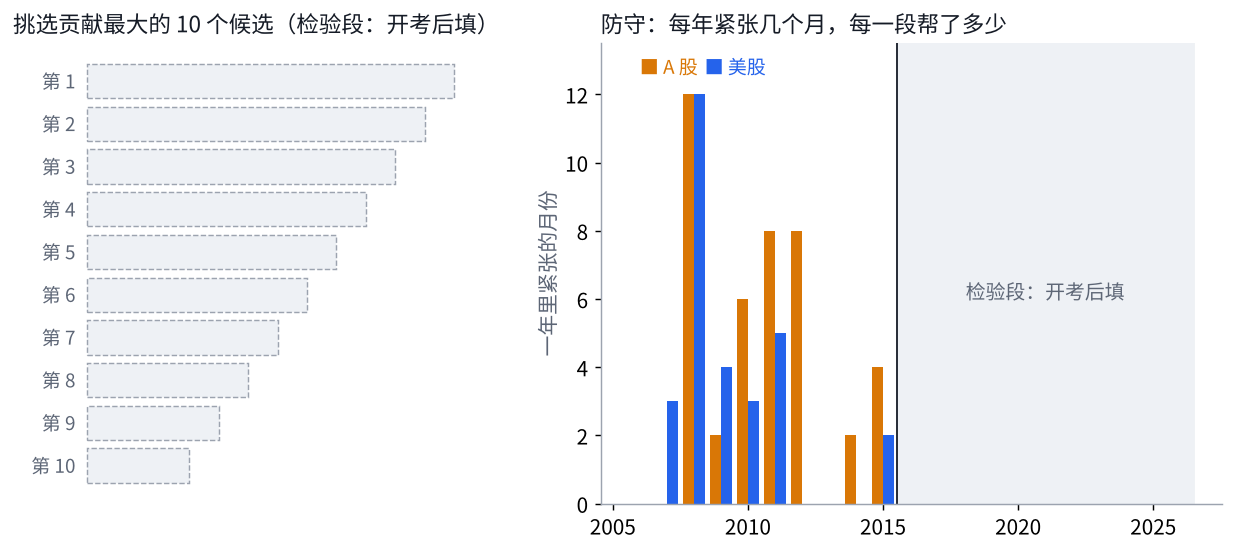 挑选贡献最大的 10 个候选（检验段：开考后填）
第 1
第 2
第 3
第 4
第 5
第 6
第 7
第 8
第 9
第 10
防守：每年紧张几个月，每一段帮了多少
A 股 美股
一年里紧张的月份
12
10
8
6
4
2
0
检验段：开考后填
2005 2010 2015 2020 2025